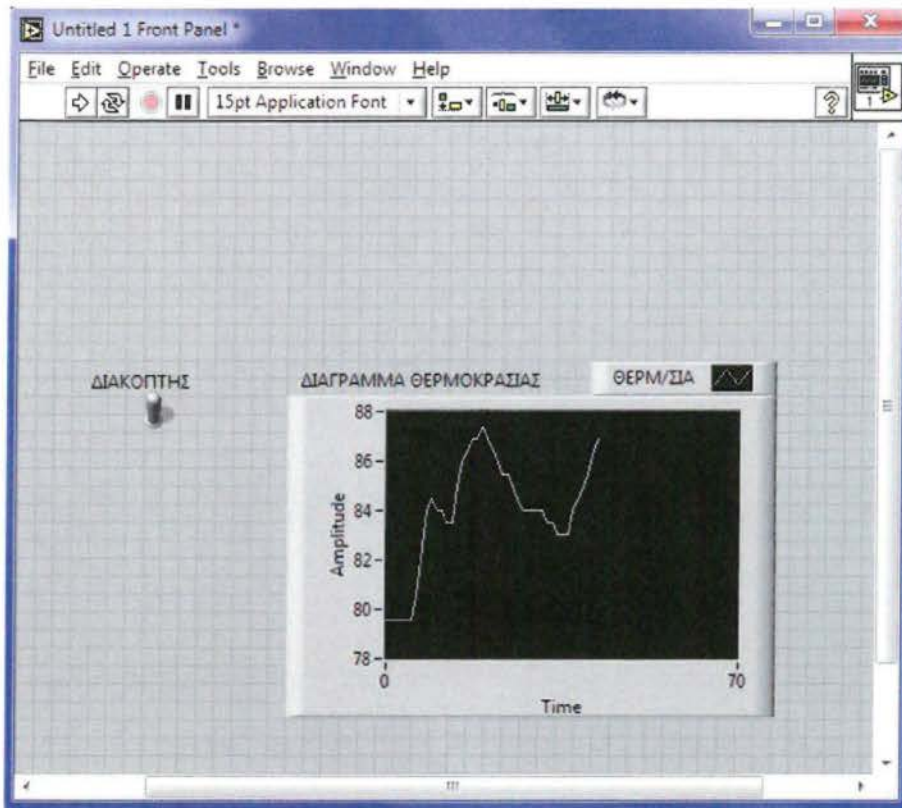 Untitled 1 Front Panel *
File Edit Operate Tools Browse Window Help
15pt Application Font
1
ΔΙΑΚΟΠΤΗΣ
ΔΙΑΓΡΑΜΜΑ ΘΕΡΜΟΚΡΑΣΙΑΣ
ΘΕΡΜ/ΣΙΑ
88
86
84
82
80
78
Amplitude
0
70
Time